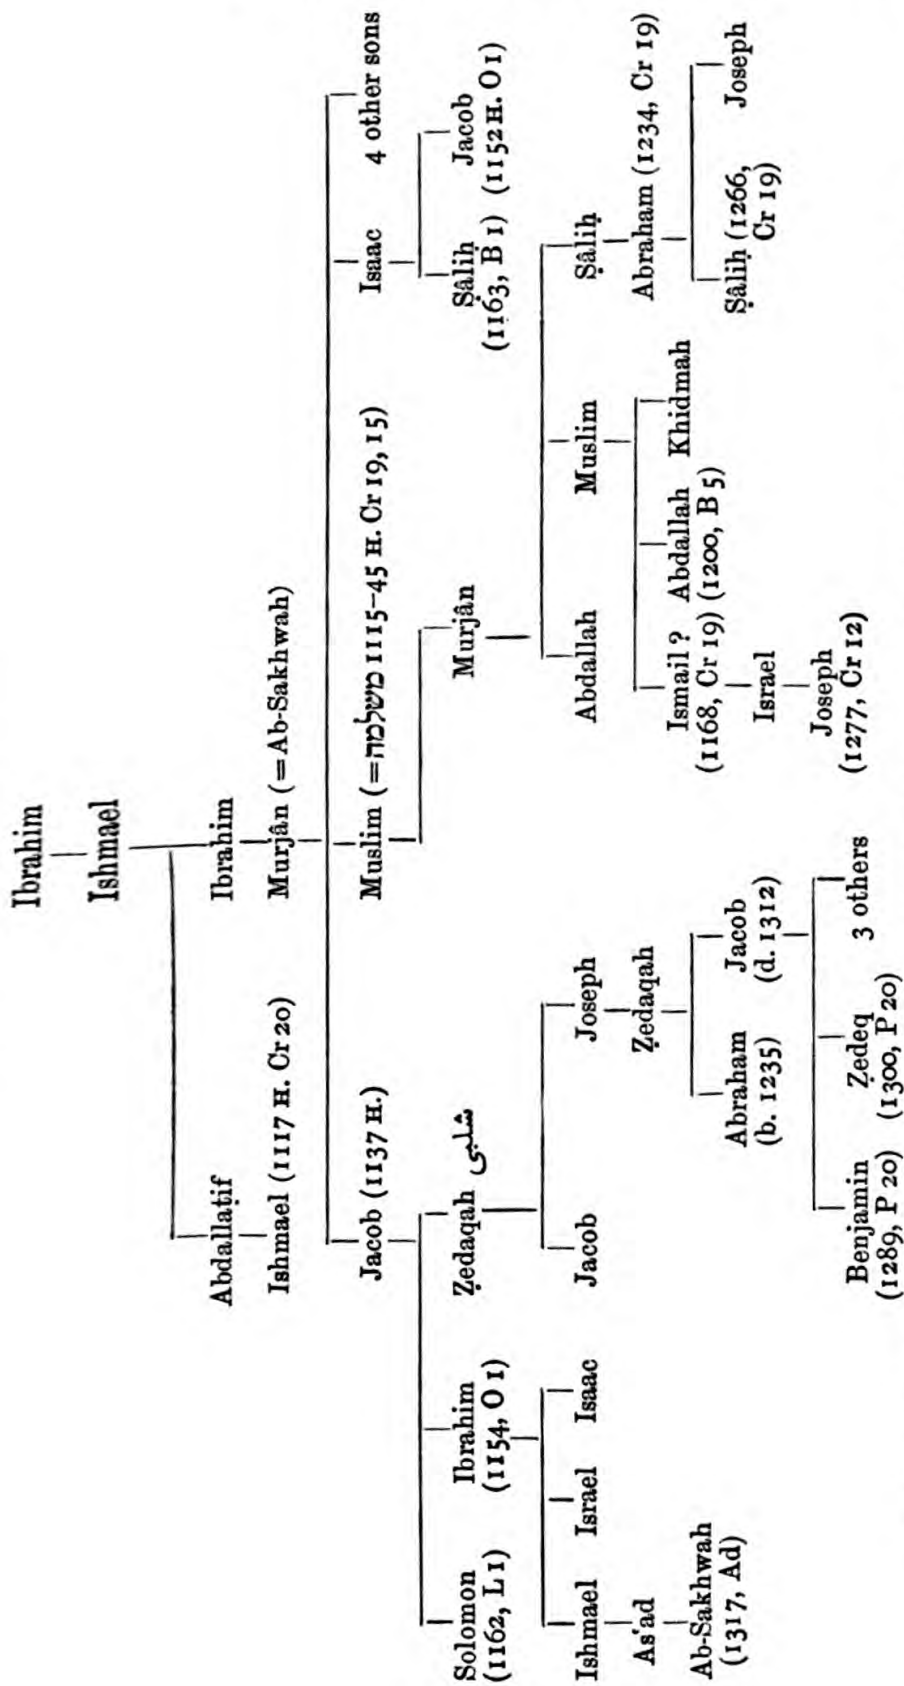 Ibrahim
Ishmael
Abdallaṭif
Ibrahim
Ishmael (1117 H. Cr 20)
Murjân (=Ab-Sakhwah)
Jacob (1137 H.)
Muslim (=משלמה 1115–45 H. Cr 19, 15)
Isaac
4 other sons
Solomon
(1162, L 1)
Ibrahim
(1154, O 1)
Ẓedaqah شلبى
Murjân
Ṣâliḥ
(1163, B 1)
Jacob
(1152 H. O 1)
Ishmael
Israel
Isaac
Jacob
Joseph
Abdallah
Muslim
Ṣâliḥ
As'ad
Ẓedaqah
Ismail?
(1168, Cr 19)
Abdallah
(1200, B 5)
Khidmah
Abraham (1234, Cr 19)
Ab-Sakhwah
(1317, Ad)
Abraham
(b. 1235)
Jacob
(d. 1312)
Israel
Ṣâliḥ (1266,
Cr 19)
Joseph
Benjamin
(1289, P 20)
Ẓedeq
(1300, P 20)
3 others
Joseph
(1277, Cr 12)